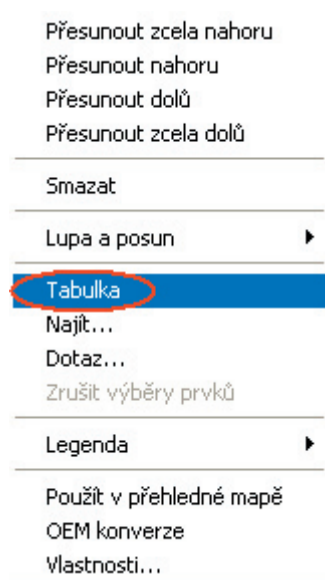 Přesunout zcela nahoru
Přesunout nahoru
Přesunout dolů
Přesunout zcela dolů
Smazat
Lupa a posun
Tabulka
Najít...
Dotaz...
Zrušit výběry prvků
Legenda
Použít v přehledné mapě
OEM konverze
Vlastnosti...